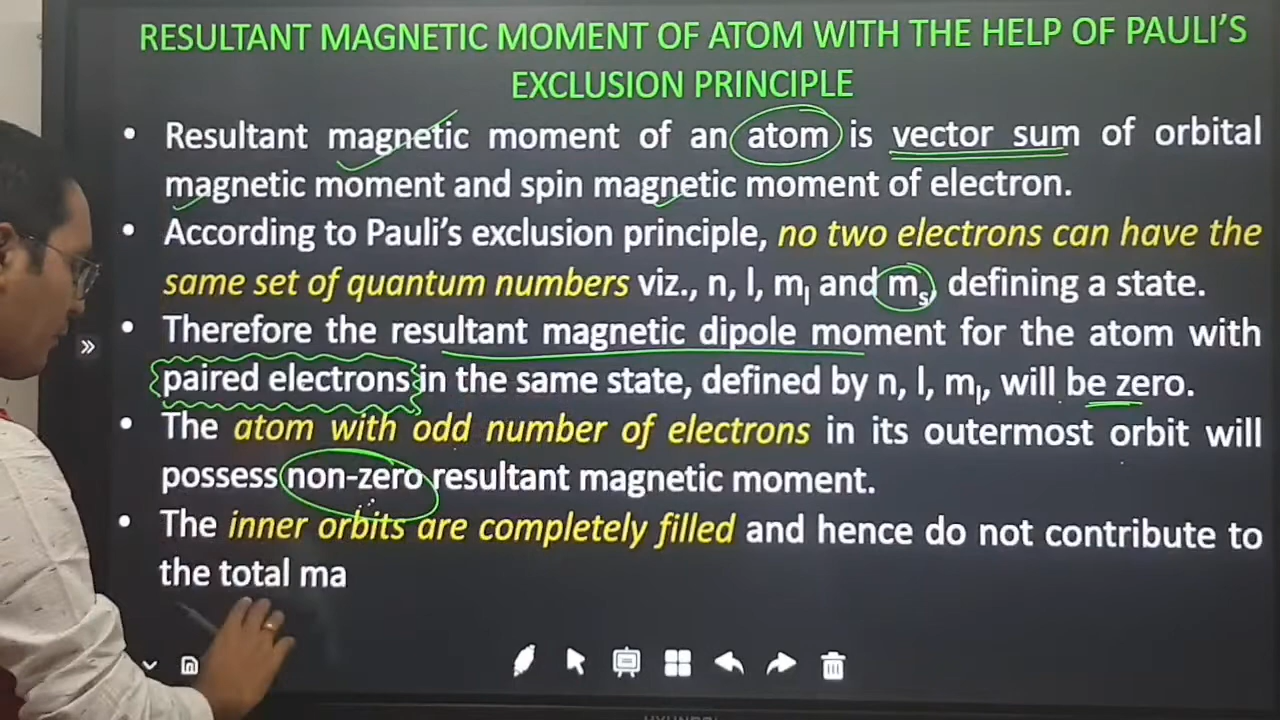 RESULTANT MAGNETIC MOMENT OF ATOM WITH THE HELP OF PAULI'S
EXCLUSION PRINCIPLE
• Resultant magnetic moment of an atom is vector sum of orbital
magnetic moment and spin magnetic moment of electron.
• According to Pauli's exclusion principle, no two electrons can have the
same set of quantum numbers viz., n, l, mₗ and mₛ, defining a state.
• Therefore the resultant magnetic dipole moment for the atom with
paired electrons in the same state, defined by n, l, mₗ, will be zero.
• The atom with odd number of electrons in its outermost orbit will
possess non-zero resultant magnetic moment.
• The inner orbits are completely filled and hence do not contribute to
the total ma